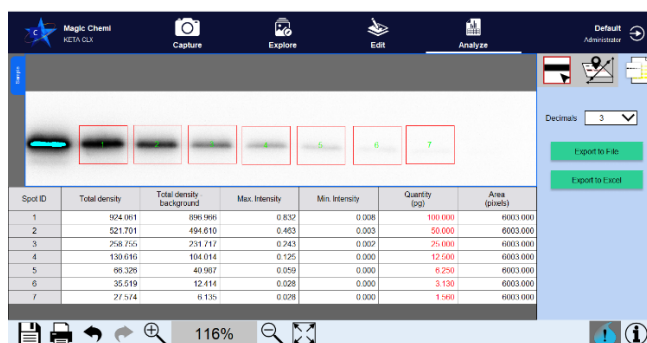 Magic Chemi
KETA CLX
Capture
Explore
Edit
Analyze
Default
Administrator
C
Sample
1 2 3 4 5 6 7
Decimals 3
Export to File
Export to Excel
Spot ID Total density Total density - background Max. Intensity Min. Intensity Quantity (pg) Area (pixels)
1 924.061 896.966 0.832 0.008 100.000 6003.000
2 521.701 494.610 0.463 0.003 50.000 6003.000
3 258.755 231.717 0.243 0.002 25.000 6003.000
4 130.616 104.014 0.125 0.000 12.500 6003.000
5 66.326 40.987 0.059 0.000 6.250 6003.000
6 35.519 12.414 0.028 0.000 3.130 6003.000
7 27.574 6.135 0.028 0.000 1.560 6003.000
116%